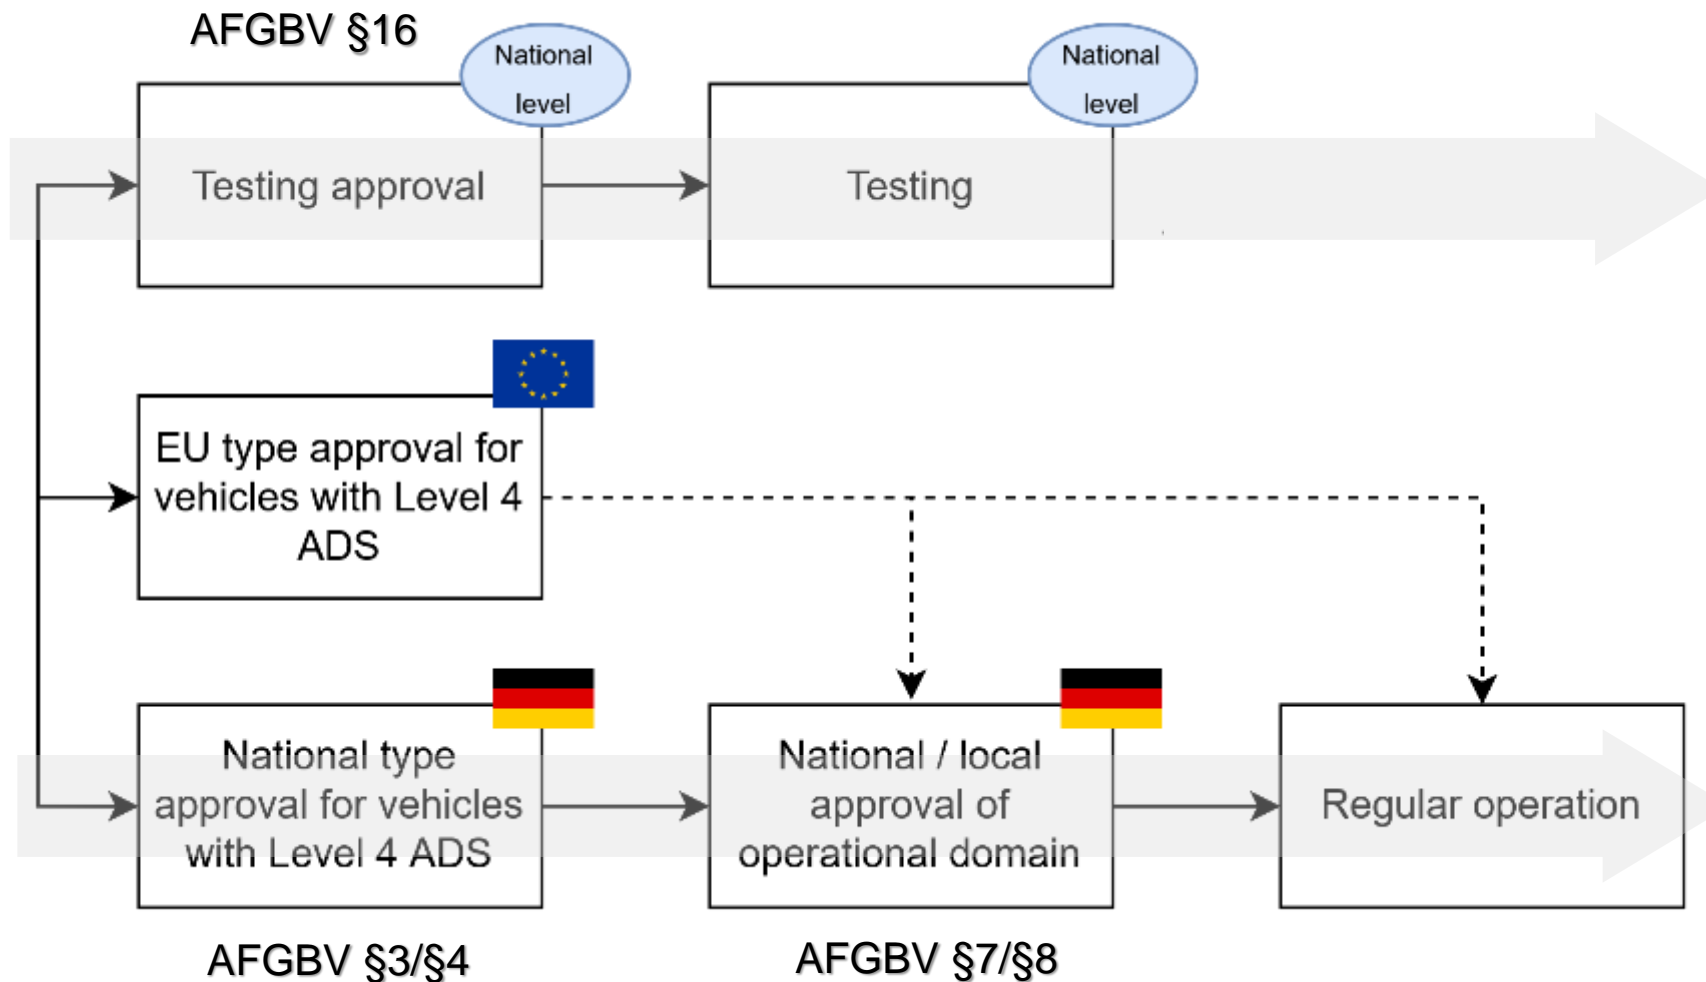 AFGBV §16
National
level
National
level
Testing approval
Testing
EU type approval for
vehicles with Level 4
ADS
National type
approval for vehicles
with Level 4 ADS
National / local
approval of
operational domain
Regular operation
AFGBV §3/§4
AFGBV §7/§8